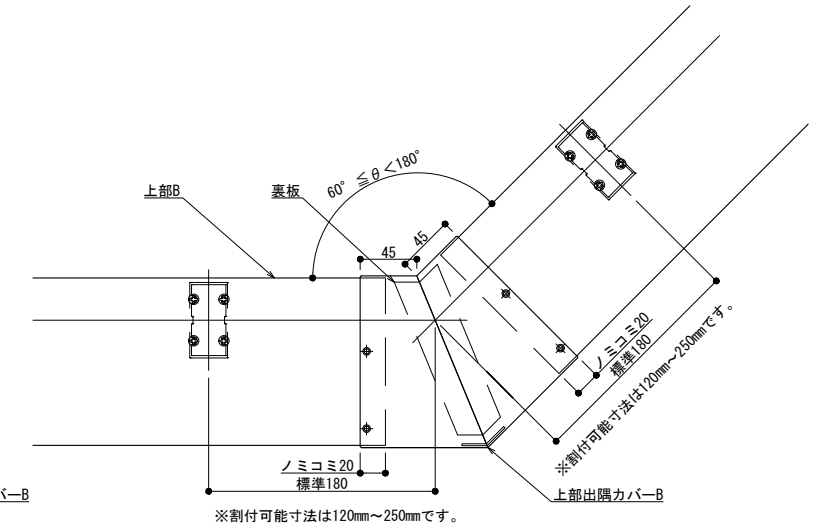 60° ≦θ＜180°
上部B
裏板
45
45
ノミコミ20
標準180
※割付可能寸法は120mm～250mmです。
ノミコミ20
標準180
バーB
上部出隅カバーB
※割付可能寸法は120mm～250mmです。